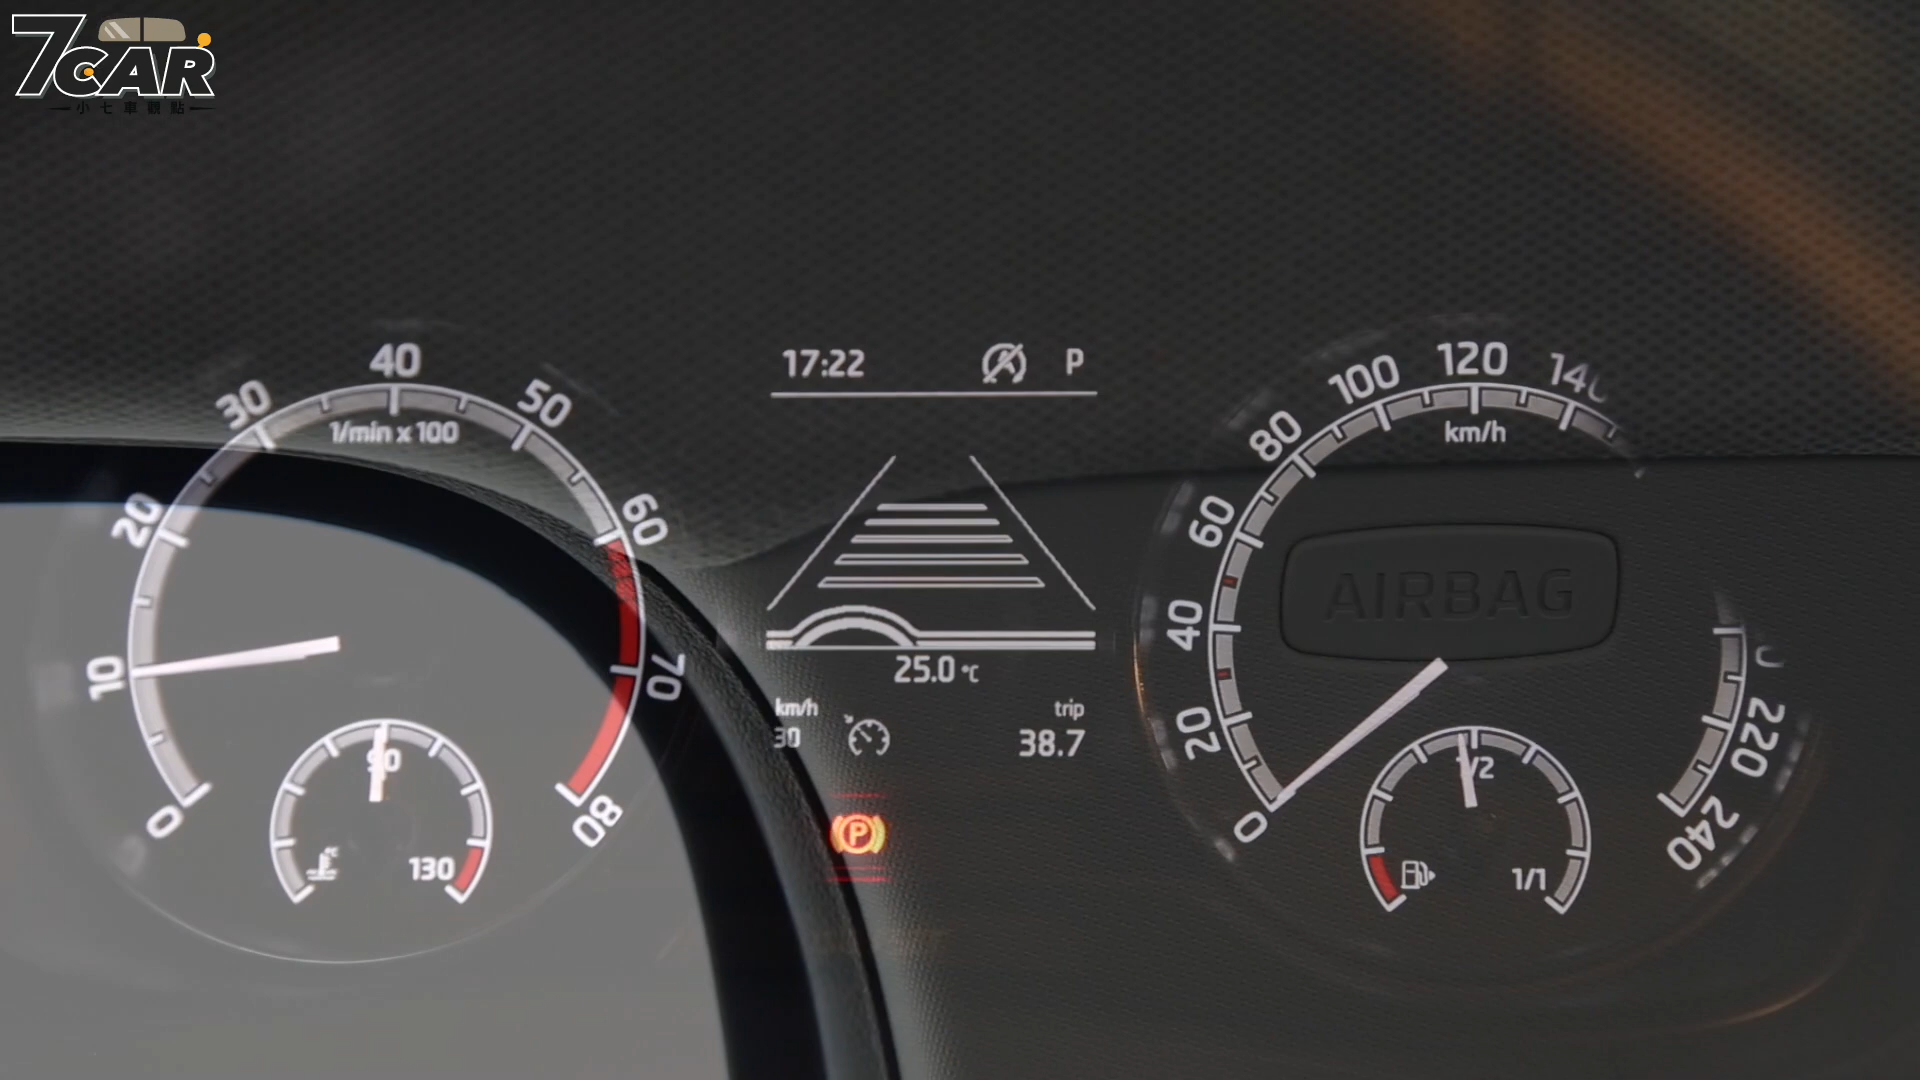 7CAR
小七車觀點
17:22 P
0 10 20 30 40 50 60 70 80
1/min x 100
90
°C
130
25.0 °C
km/h
30
trip
38.7
P
0 20 40 60 80 100 120 140
220 240
km/h
AIRBAG
1/2
1/1